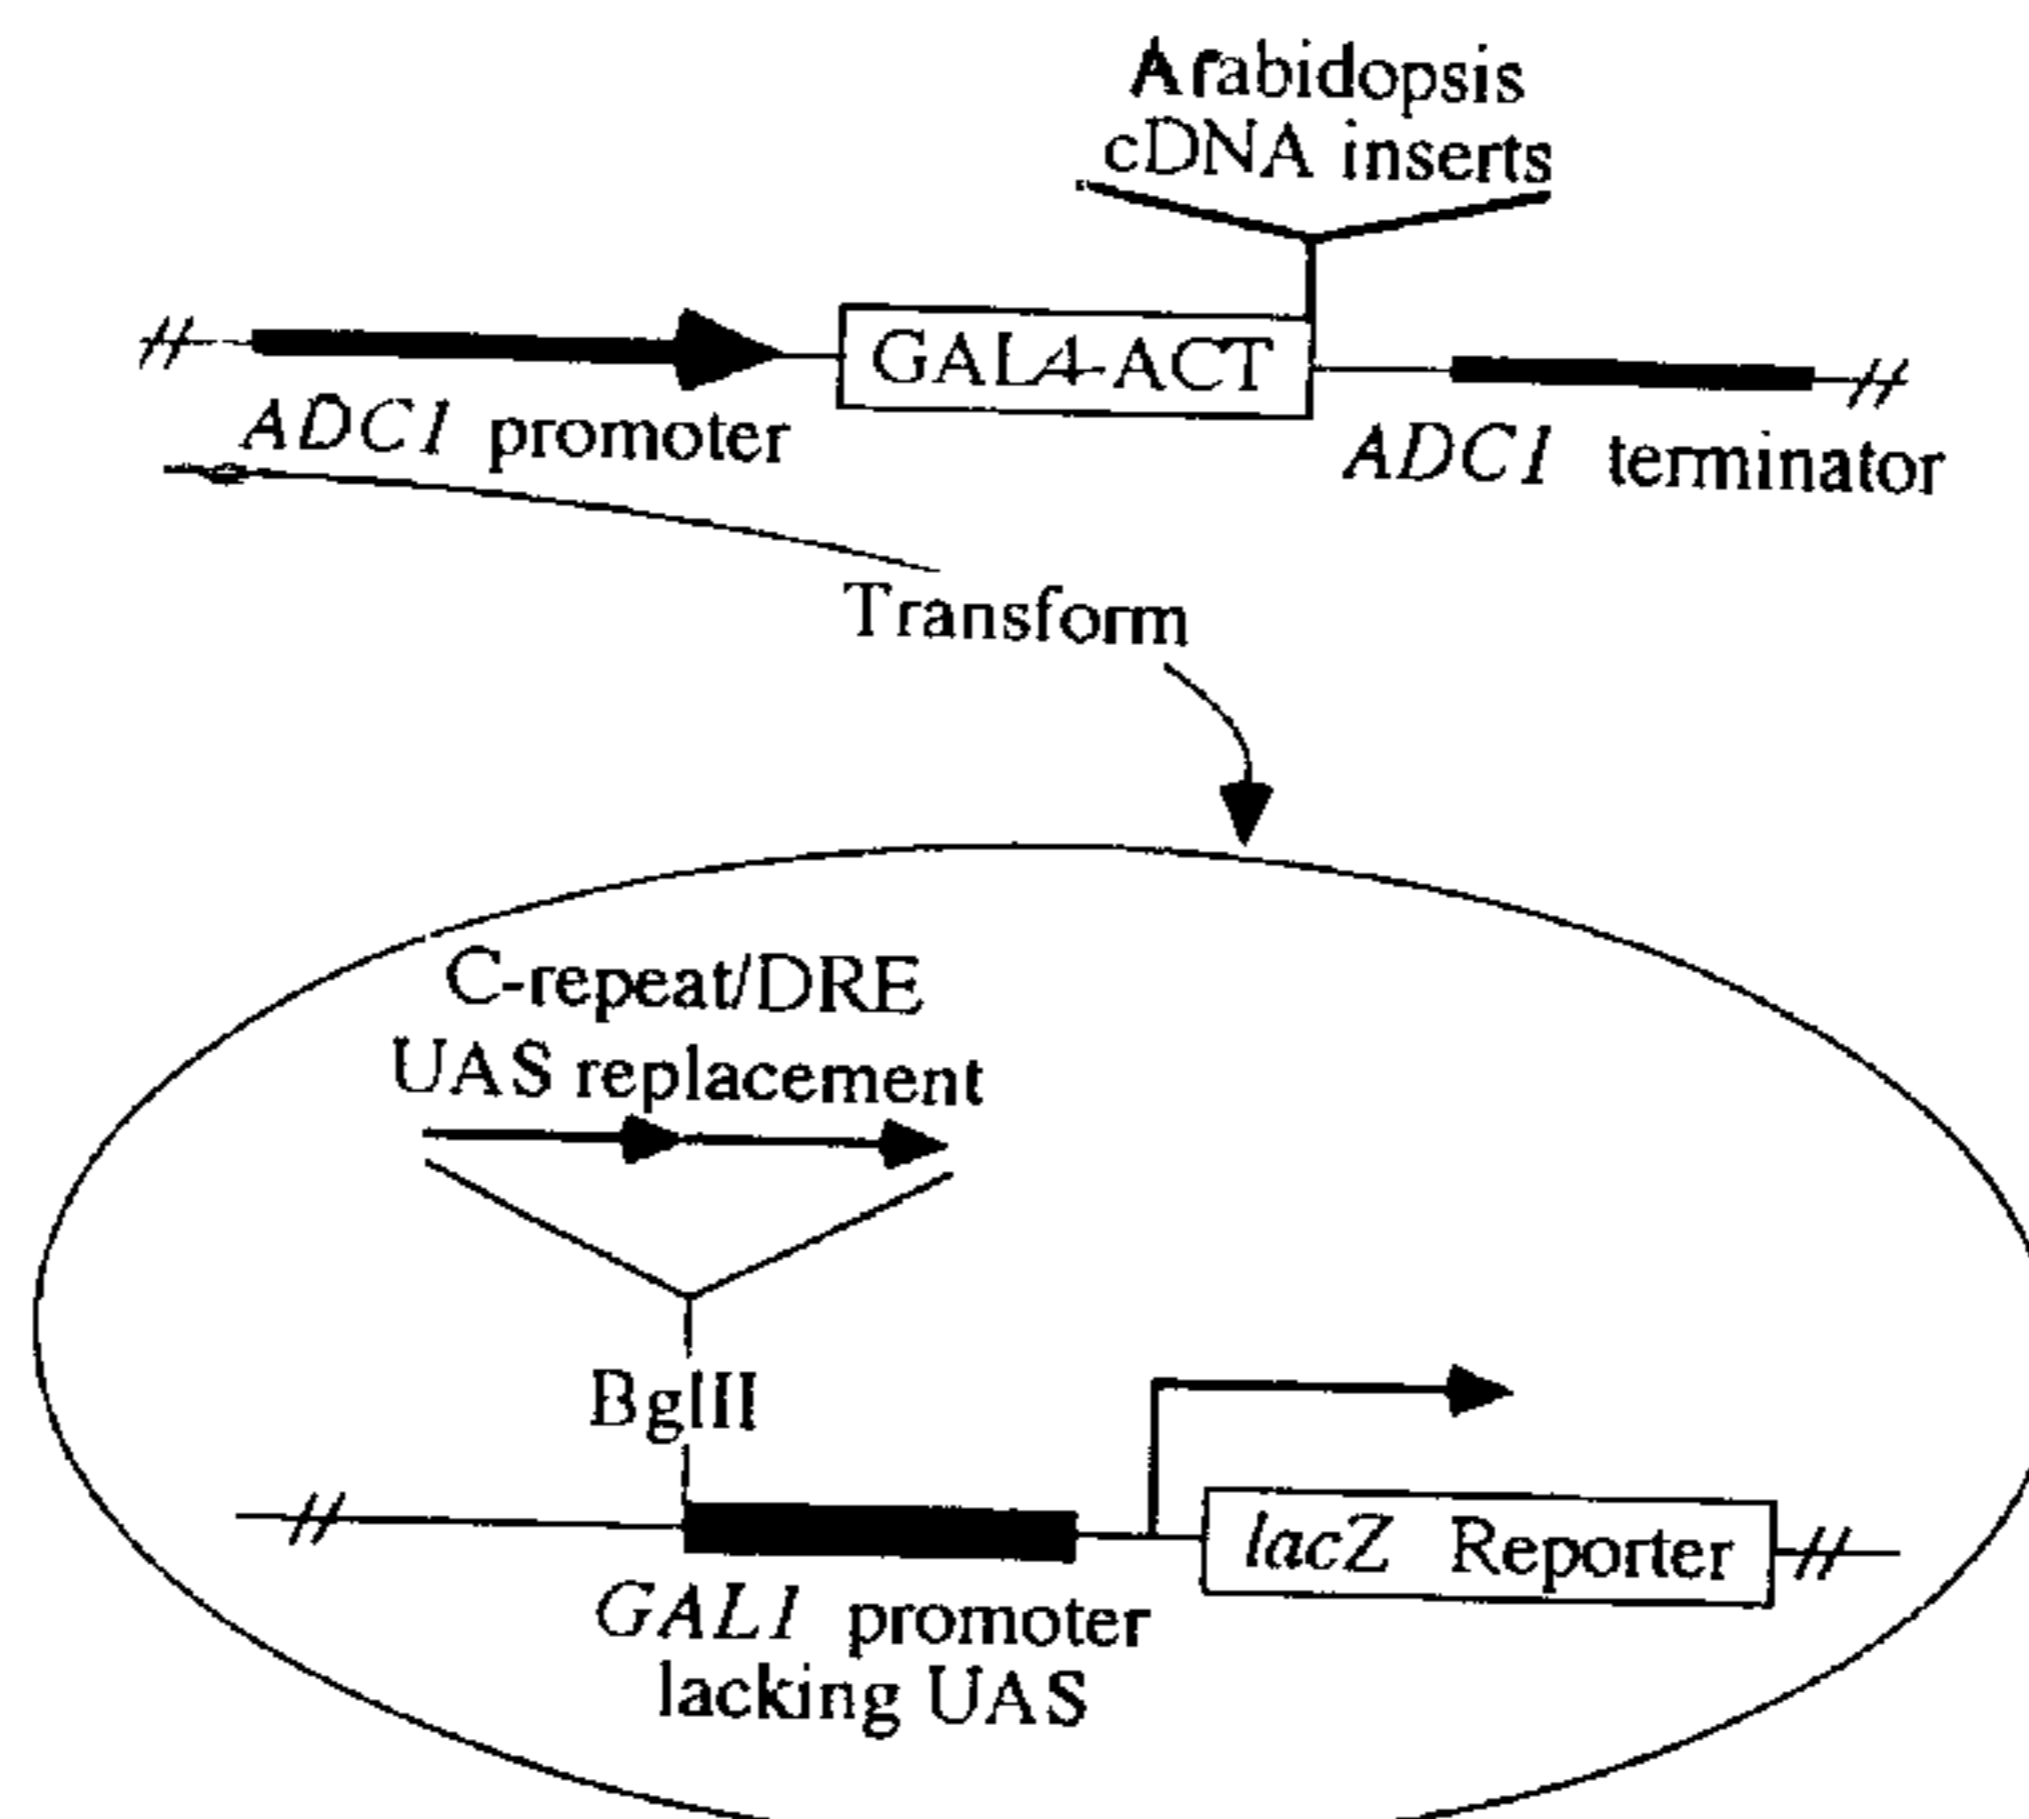 Arabidopsis
cDNA inserts
GAL4-ACT
ADC1 promoter
ADC1 terminator
Transform
C-repeat/DRE
UAS replacement
BglII
lacZ Reporter
GAL1 promoter
lacking UAS